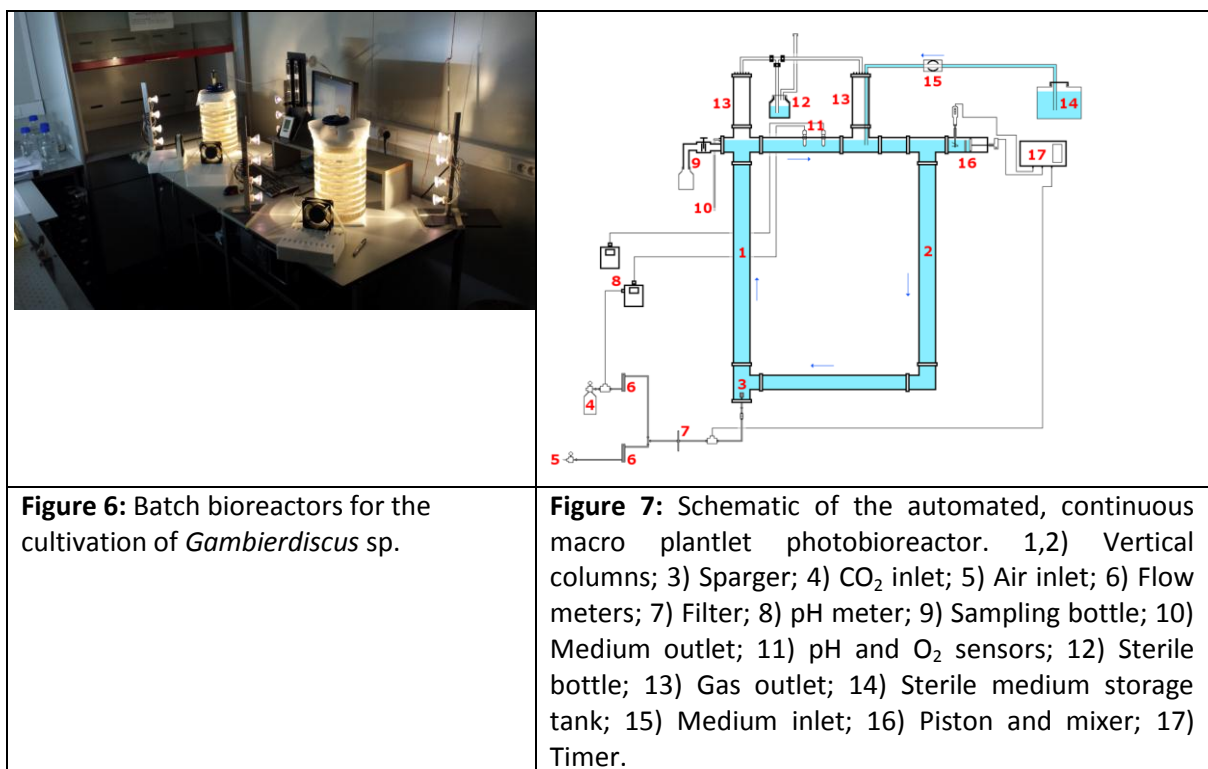 13
12
13
15
14
11
9
16
17
10
1
2
8
3
6
4
7
5
6
Figure 6: Batch bioreactors for the
cultivation of Gambierdiscus sp.
Figure 7: Schematic of the automated, continuous
macro plantlet photobioreactor. 1,2) Vertical
columns; 3) Sparger; 4) CO₂ inlet; 5) Air inlet; 6) Flow
meters; 7) Filter; 8) pH meter; 9) Sampling bottle; 10)
Medium outlet; 11) pH and O₂ sensors; 12) Sterile
bottle; 13) Gas outlet; 14) Sterile medium storage
tank; 15) Medium inlet; 16) Piston and mixer; 17)
Timer.